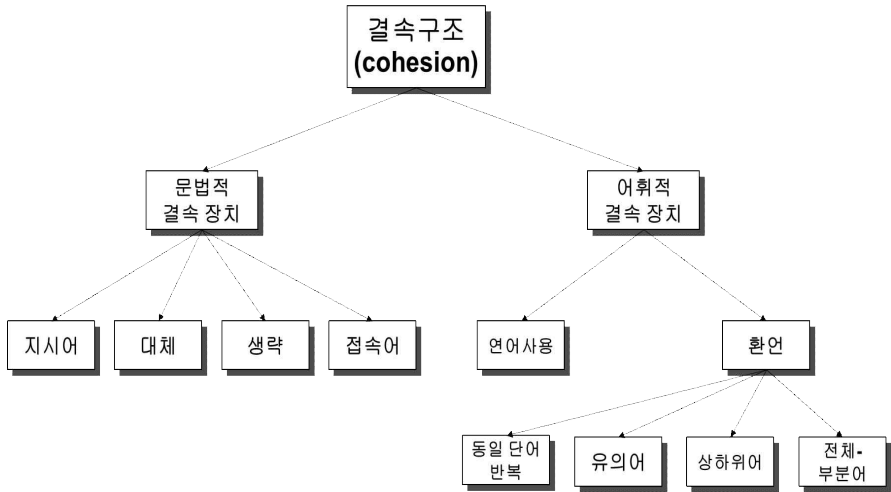 결속구조
(cohesion)
문법적
결속 장치
어휘적
결속 장치
지시어
대체
생략
접속어
연어사용
환언
동일 단어
반복
유의어
상하위어
전체-
부분어